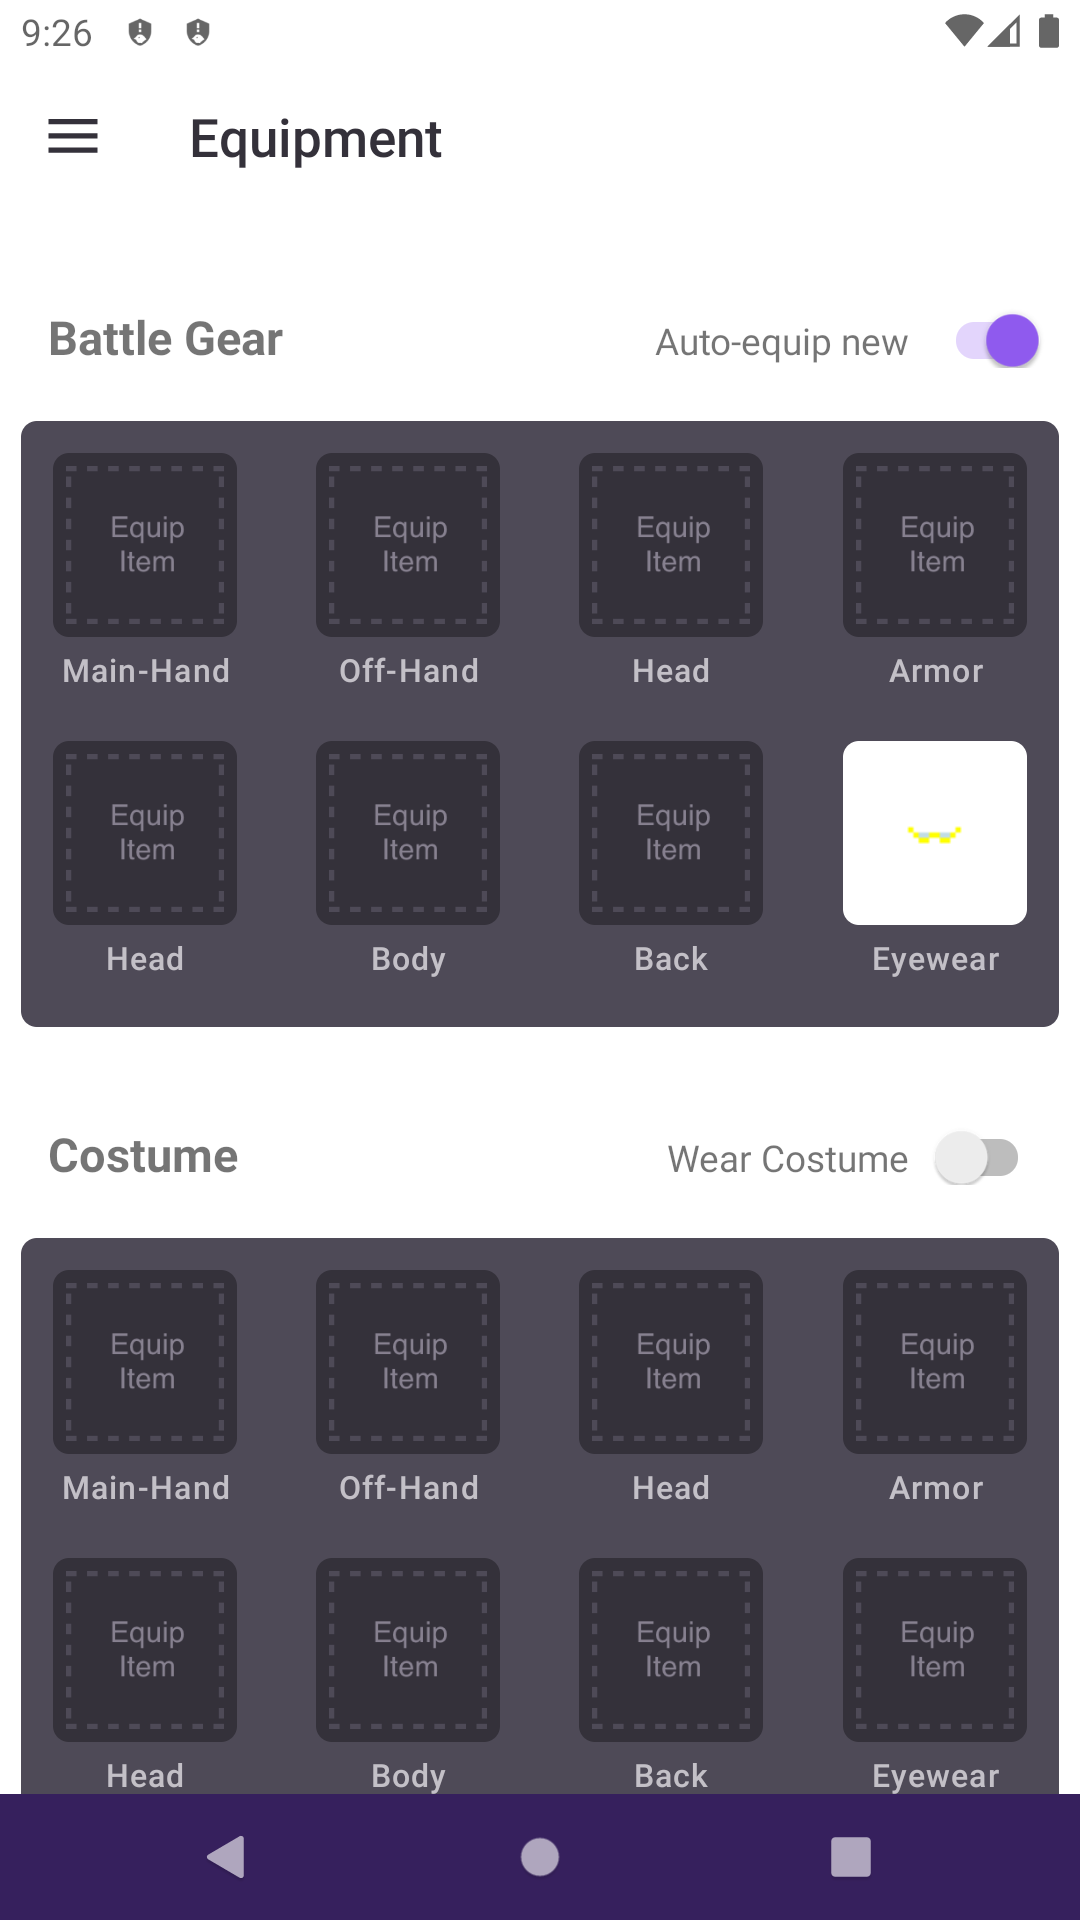 9:26
Equipment
Battle Gear
Auto-equip new
Equip
Item
Equip
Item
Equip
Item
Equip
Item
Main-Hand
Off-Hand
Head
Armor
Equip
Item
Equip
Item
Equip
Item
Head
Body
Back
Eyewear
Costume
Wear Costume
Equip
Item
Equip
Item
Equip
Item
Equip
Item
Main-Hand
Off-Hand
Head
Armor
Equip
Item
Equip
Item
Equip
Item
Equip
Item
Head
Body
Back
Eyewear